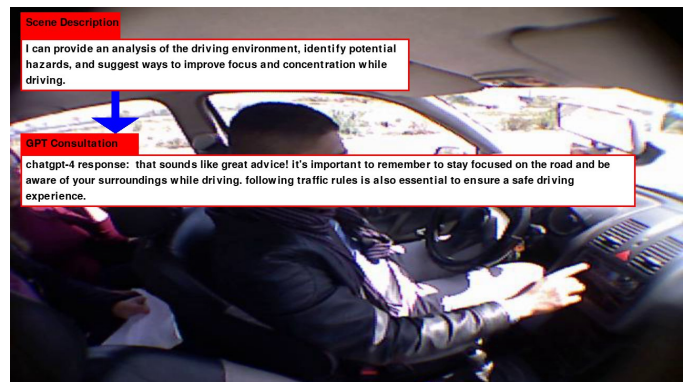 Scene Description
I can provide an analysis of the driving environment, identify potential
hazards, and suggest ways to improve focus and concentration while
driving.
GPT Consultation
chatgpt-4 response:  that sounds like great advice! it's important to remember to stay focused on the road and be
aware of your surroundings while driving. following traffic rules is also essential to ensure a safe driving
experience.